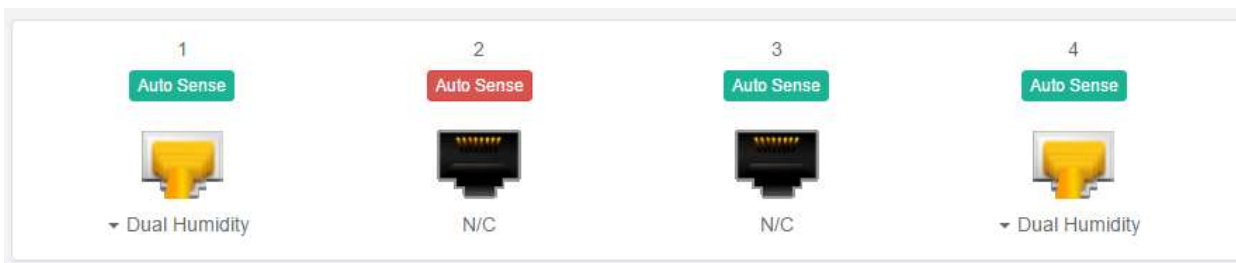 1 2 3 4
Auto Sense Auto Sense Auto Sense Auto Sense
Dual Humidity N/C N/C Dual Humidity